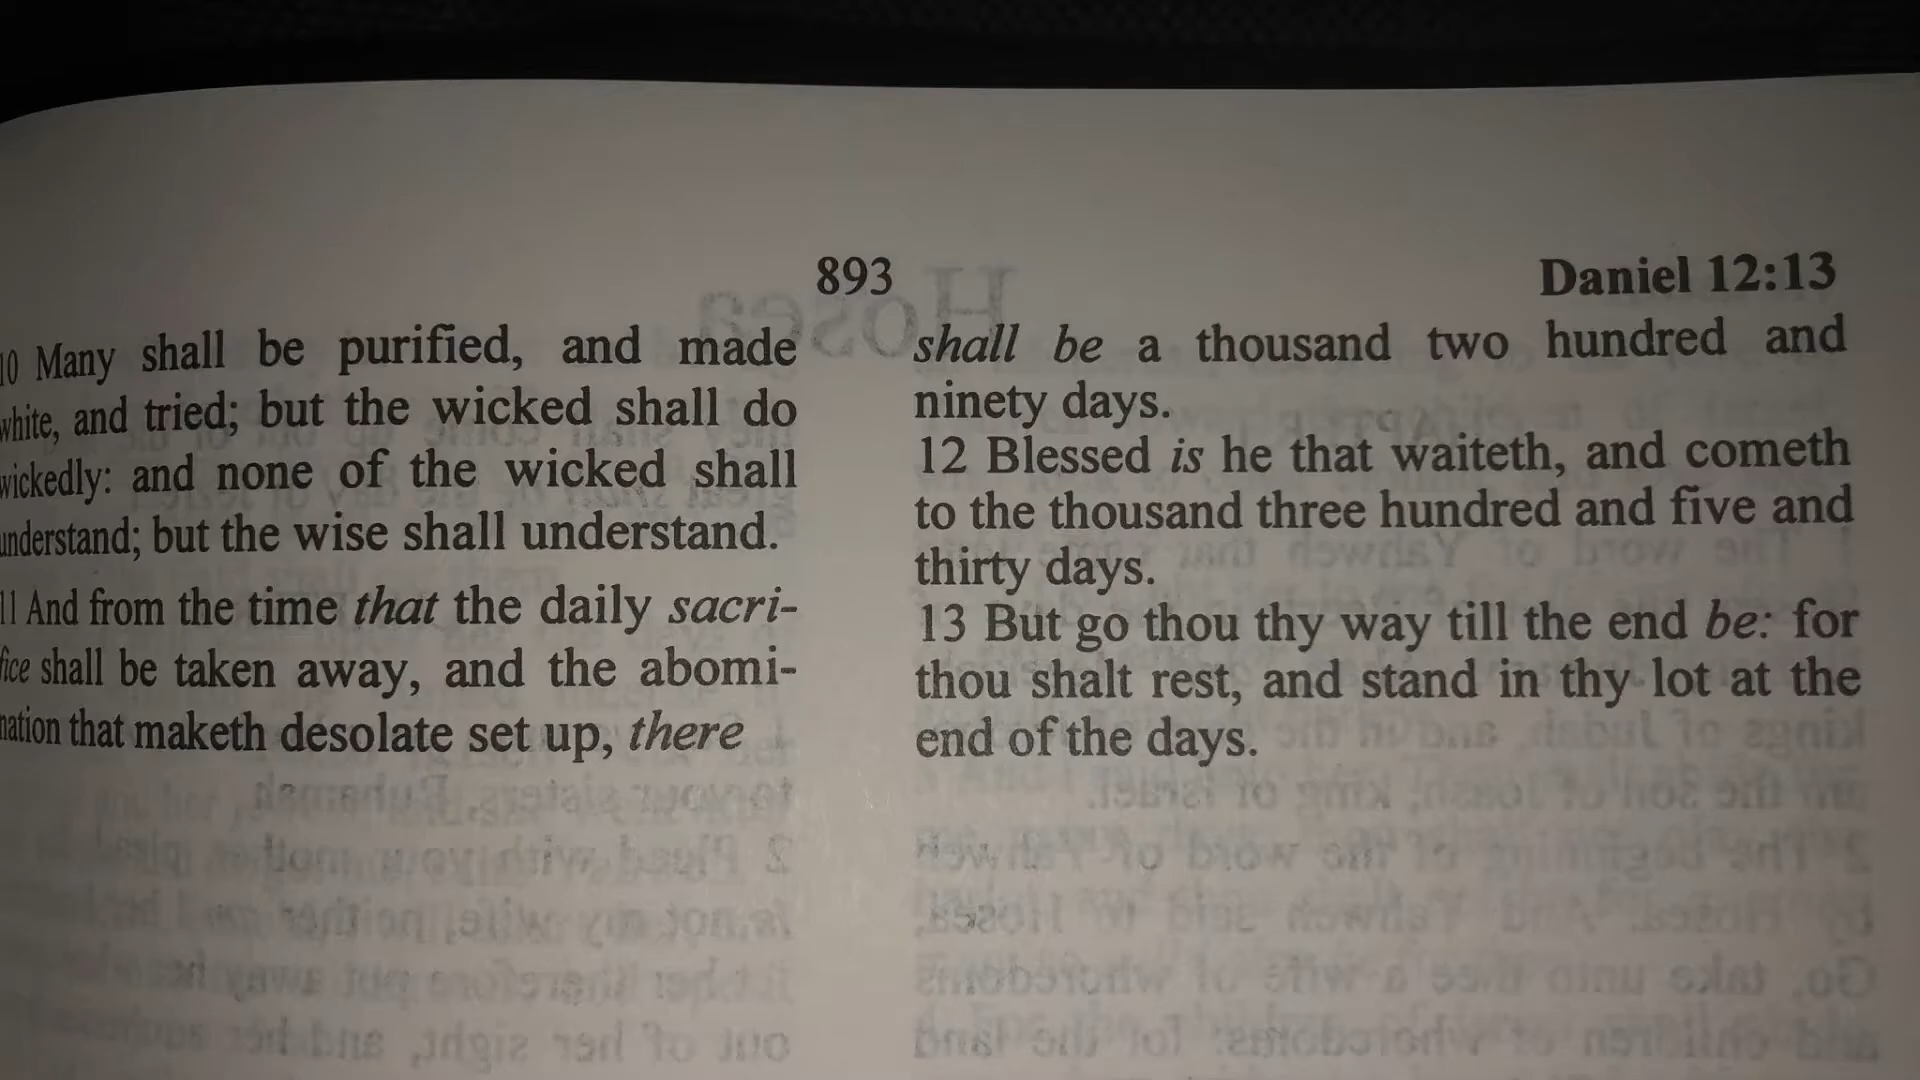 893
Daniel 12:13
10 Many shall be purified, and made
white, and tried; but the wicked shall do
wickedly: and none of the wicked shall
understand; but the wise shall understand.
11 And from the time that the daily sacri-
fice shall be taken away, and the abomi-
nation that maketh desolate set up, there
shall be a thousand two hundred and
ninety days.
12 Blessed is he that waiteth, and cometh
to the thousand three hundred and five and
thirty days.
13 But go thou thy way till the end be: for
thou shalt rest, and stand in thy lot at the
end of the days.